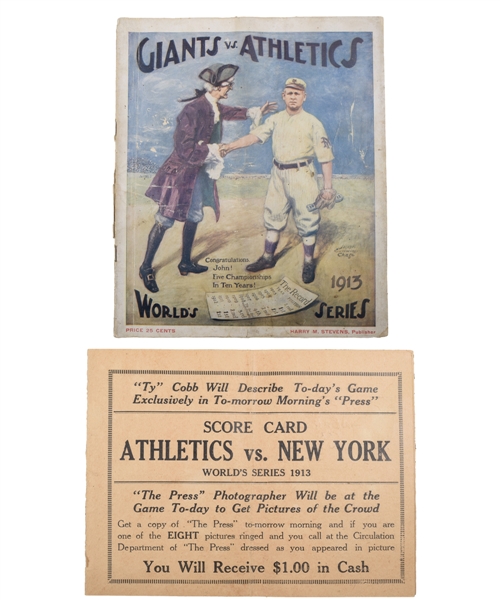 GIANTS VS. ATHLETICS
Congratulations
John!
Five Championships
In Ten Years!
The Record
1913
WORLD'S SERIES
PRICE 25 CENTS
HARRY M. STEVENS, Publisher
"Ty" Cobb Will Describe To-day's Game
Exclusively in To-morrow Morning's "Press"
SCORE CARD
ATHLETICS vs. NEW YORK
WORLD'S SERIES 1913
"The Press" Photographer Will be at the
Game To-day to Get Pictures of the Crowd
Get a copy of "The Press" to-morrow morning and if you are
one of the EIGHT pictures ringed and you call at the Circulation
Department of "The Press" dressed as you appeared in picture
You Will Receive $1.00 in Cash